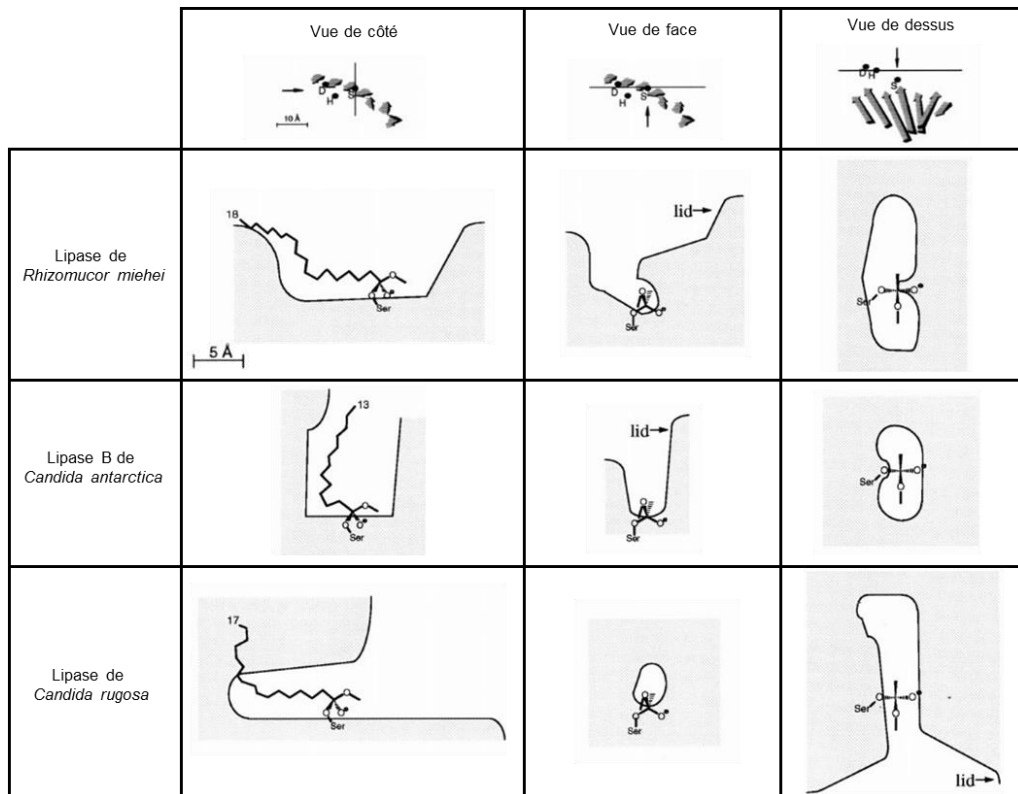 Vue de côté
Vue de face
Vue de dessus
D
H
S
10 Å
D
H
S
D
H
S
Lipase de
Rhizomucor miehei
18
O
O
O
Ser
5 Å
lid
O
O
O
Ser
O
O
O
Ser
Lipase B de
Candida antarctica
13
O
O
O
Ser
lid
O
O
O
Ser
O
O
O
Ser
Lipase de
Candida rugosa
17
O
O
O
Ser
O
O
O
Ser
O
O
O
Ser
lid